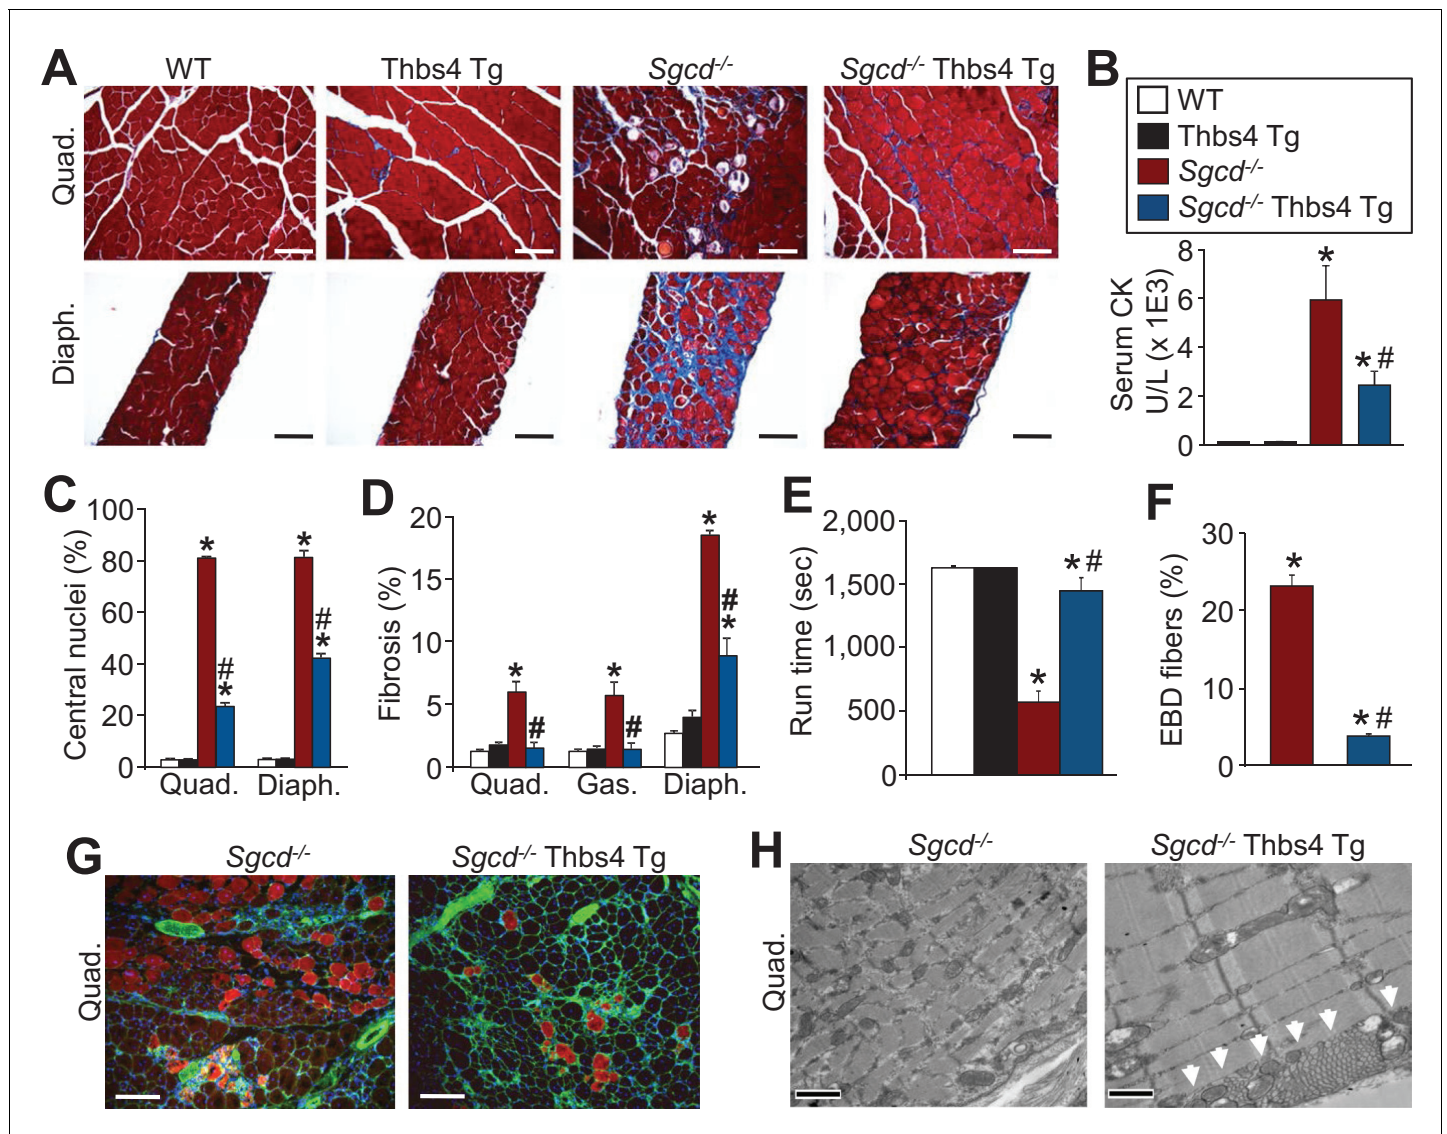 A
WT
Thbs4 Tg
Sgcd-/-
Sgcd-/- Thbs4 Tg
Quad.
Diaph.
B
WT
Thbs4 Tg
Sgcd-/-
Sgcd-/- Thbs4 Tg
Serum CK
U/L (x 1E3)
8
6
4
2
0
*
*#
C
Central nuclei (%)
100
80
60
40
20
0
*
#
*
*
#
*
Quad.
Diaph.
D
Fibrosis (%)
20
15
10
5
0
*
#
*
#
*
#
*
Quad.
Gas.
Diaph.
E
Run time (sec)
2,000
1,500
1,000
500
0
*
*#
F
EBD fibers (%)
30
20
10
0
*
*#
G
Sgcd-/-
Sgcd-/- Thbs4 Tg
Quad.
H
Sgcd-/-
Sgcd-/- Thbs4 Tg
Quad.